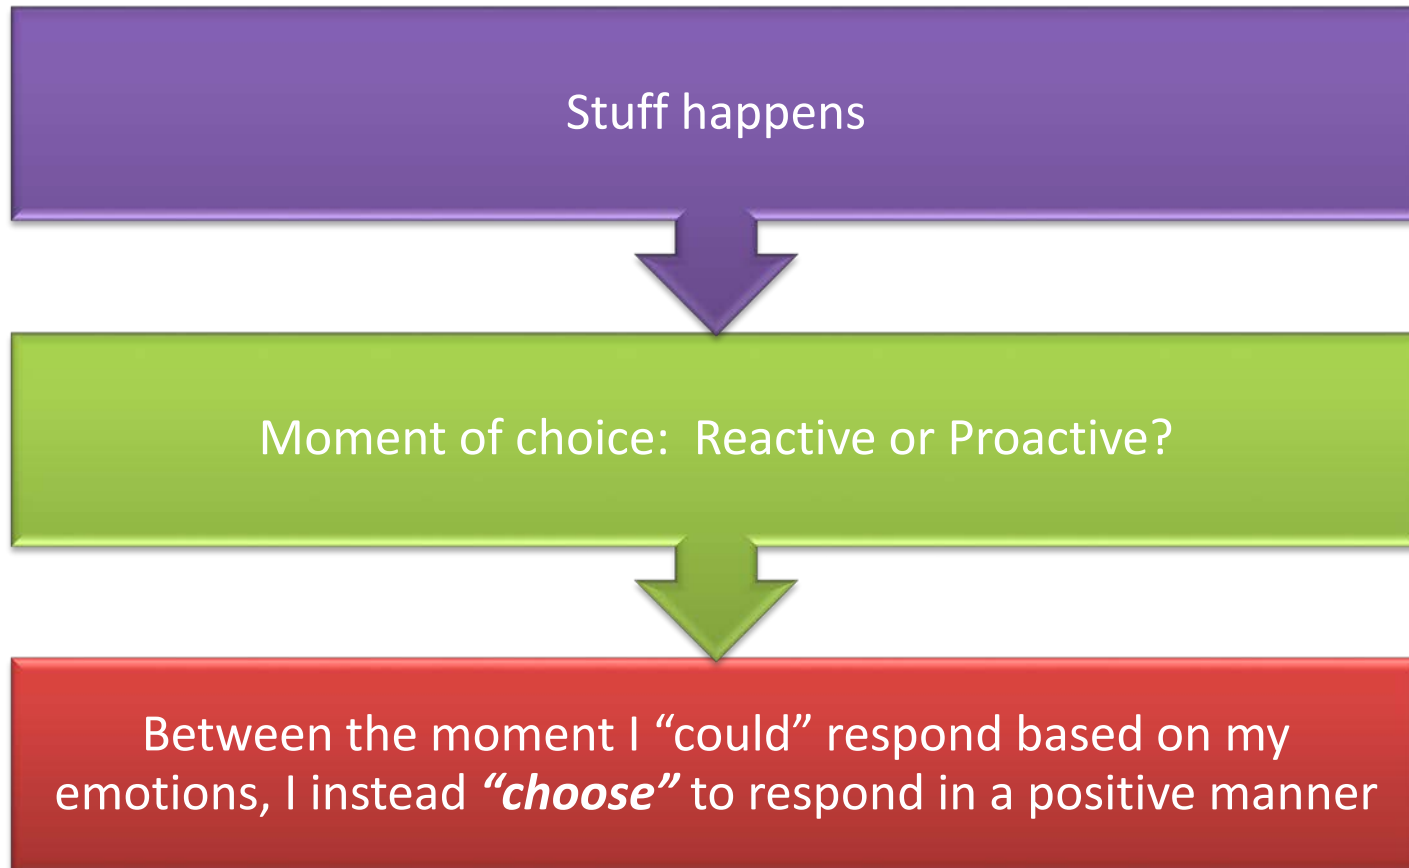 Stuff happens
Moment of choice:  Reactive or Proactive?
Between the moment I “could” respond based on my
emotions, I instead “choose” to respond in a positive manner